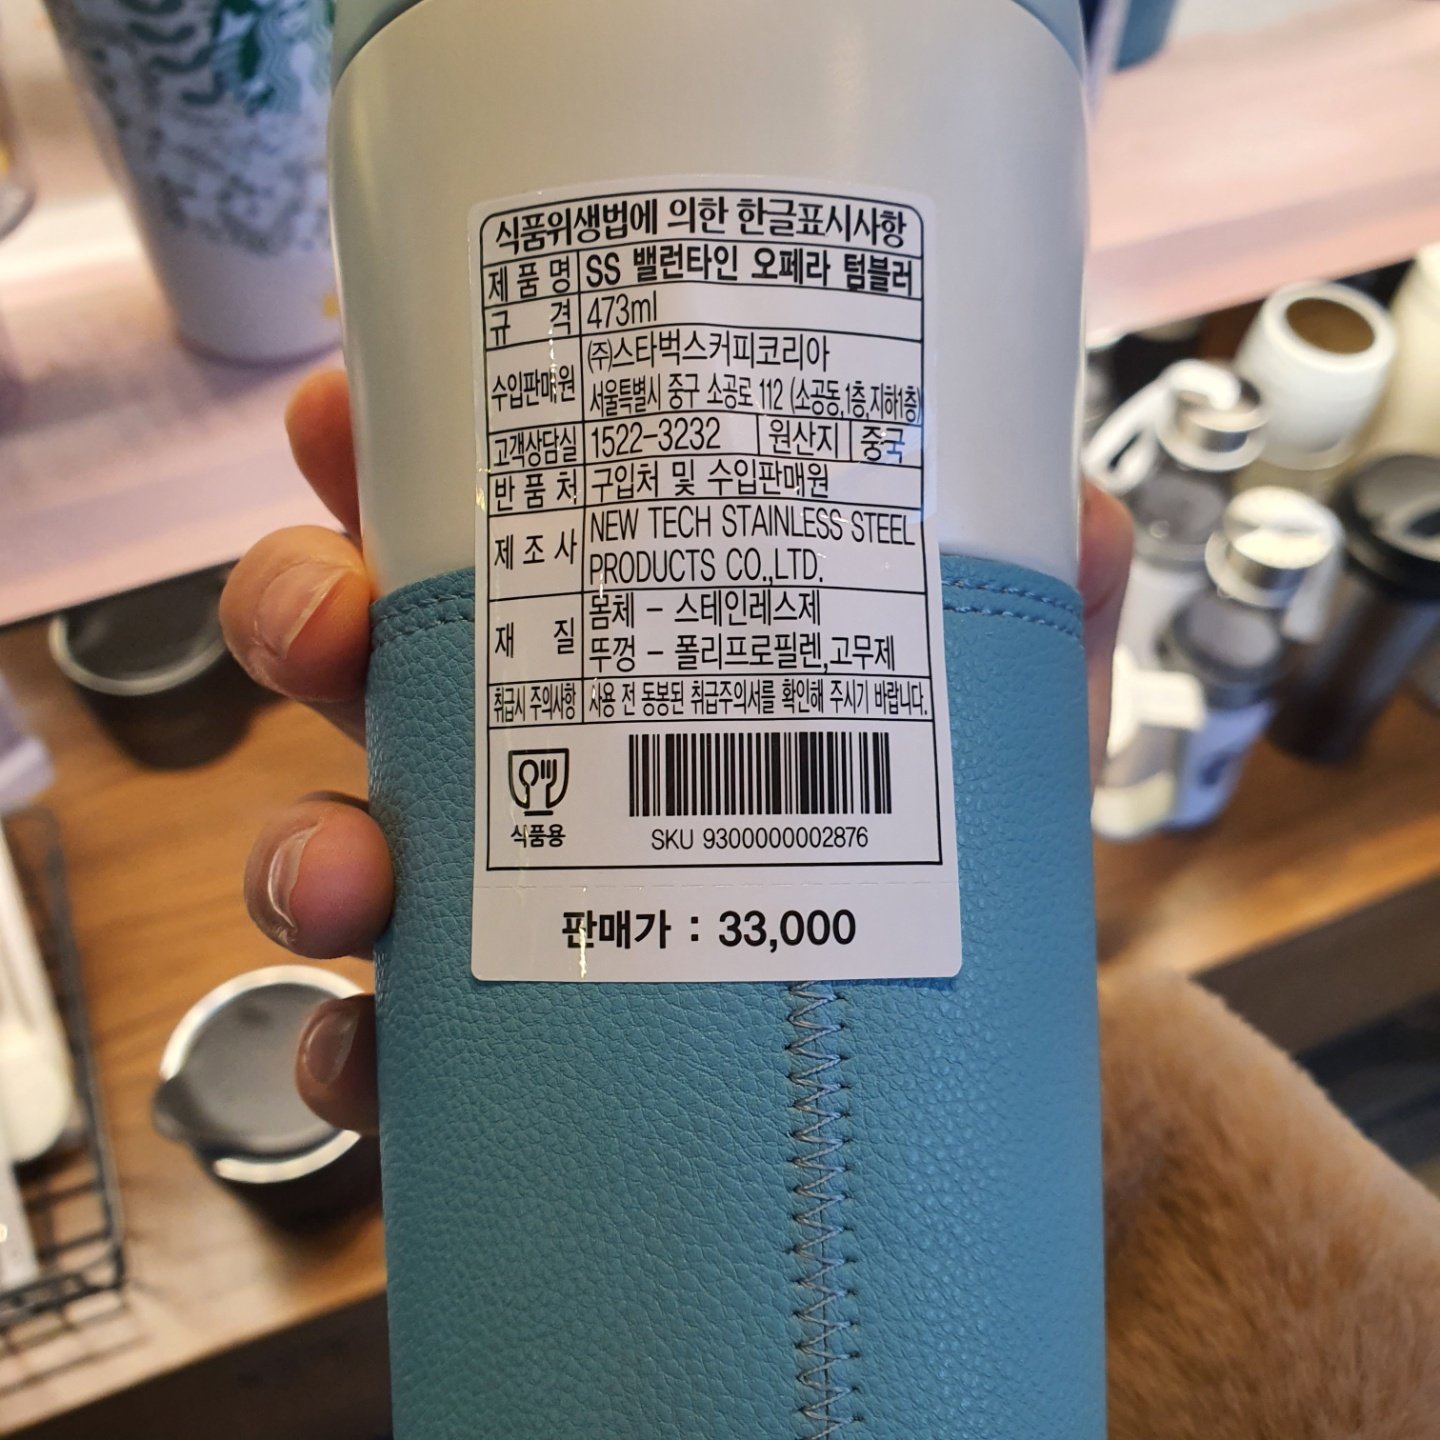 식품위생법에 의한 한글표시사항
제품명 SS 밸런타인 오페라 텀블러
규격 473ml
수입판매원 (주)스타벅스커피코리아
서울특별시 중구 소공로 112 (소공동,1층,지하1층)
고객상담실 1522-3232 원산지 중국
반품처 구입처 및 수입판매원
제조사 NEW TECH STAINLESS STEEL
PRODUCTS CO.,LTD.
재질 몸체 - 스테인레스제
뚜껑 - 폴리프로필렌,고무제
취급시 주의사항 사용 전 동봉된 취급주의서를 확인해 주시기 바랍니다.
식품용
SKU 9300000002876
판매가 : 33,000